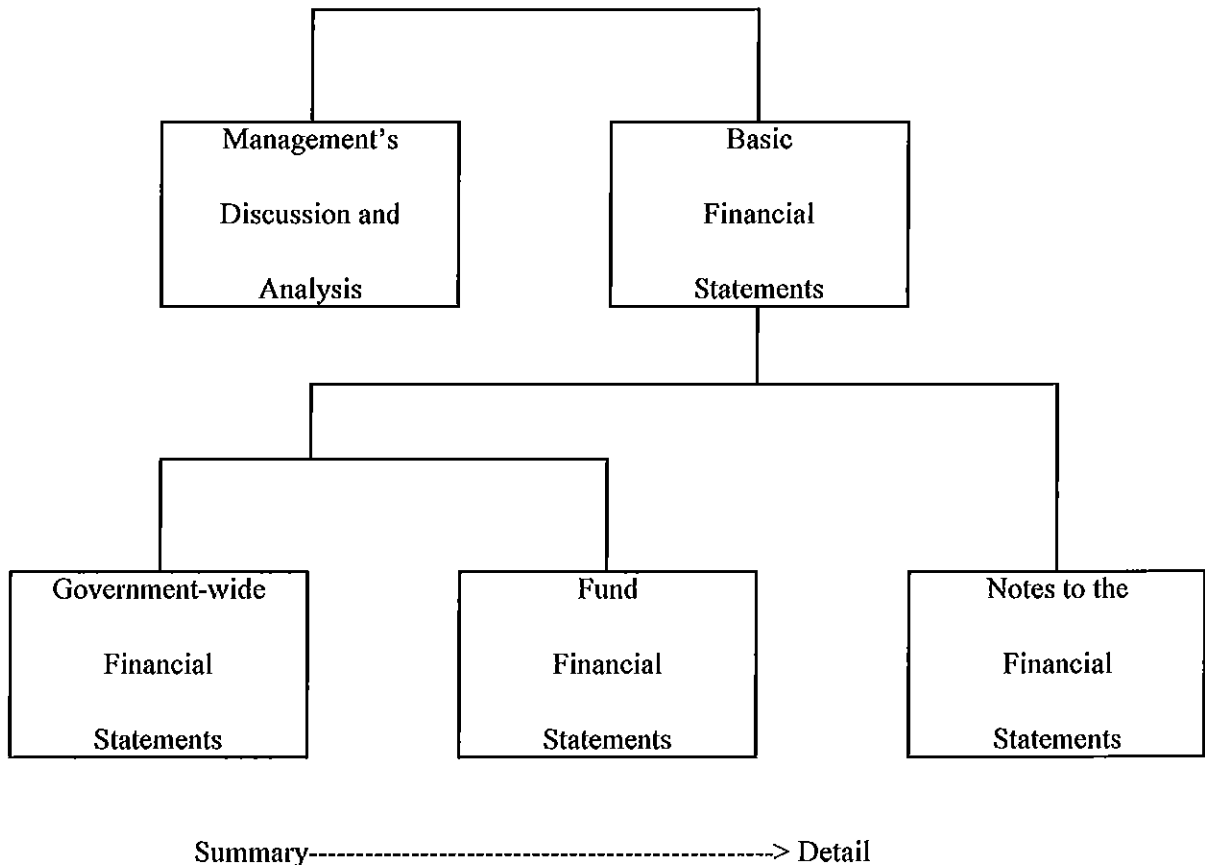 Management’s
Discussion and
Analysis
Basic
Financial
Statements
Government-wide
Financial
Statements
Fund
Financial
Statements
Notes to the
Financial
Statements
Summary----------------------------------------------> Detail